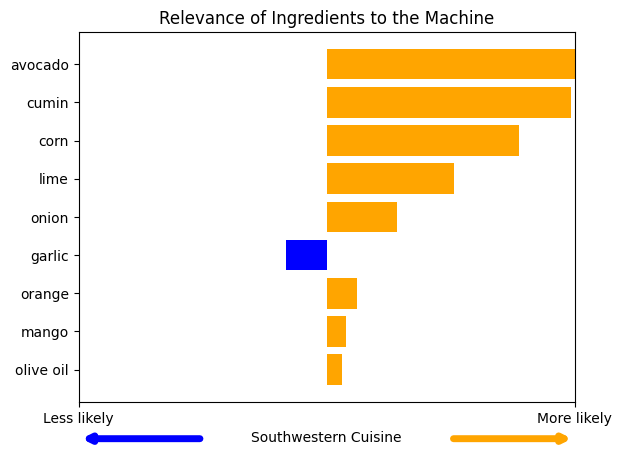 Relevance of Ingredients to the Machine
avocado
cumin
corn
lime
onion
garlic
orange
mango
olive oil
Less likely
More likely
Southwestern Cuisine